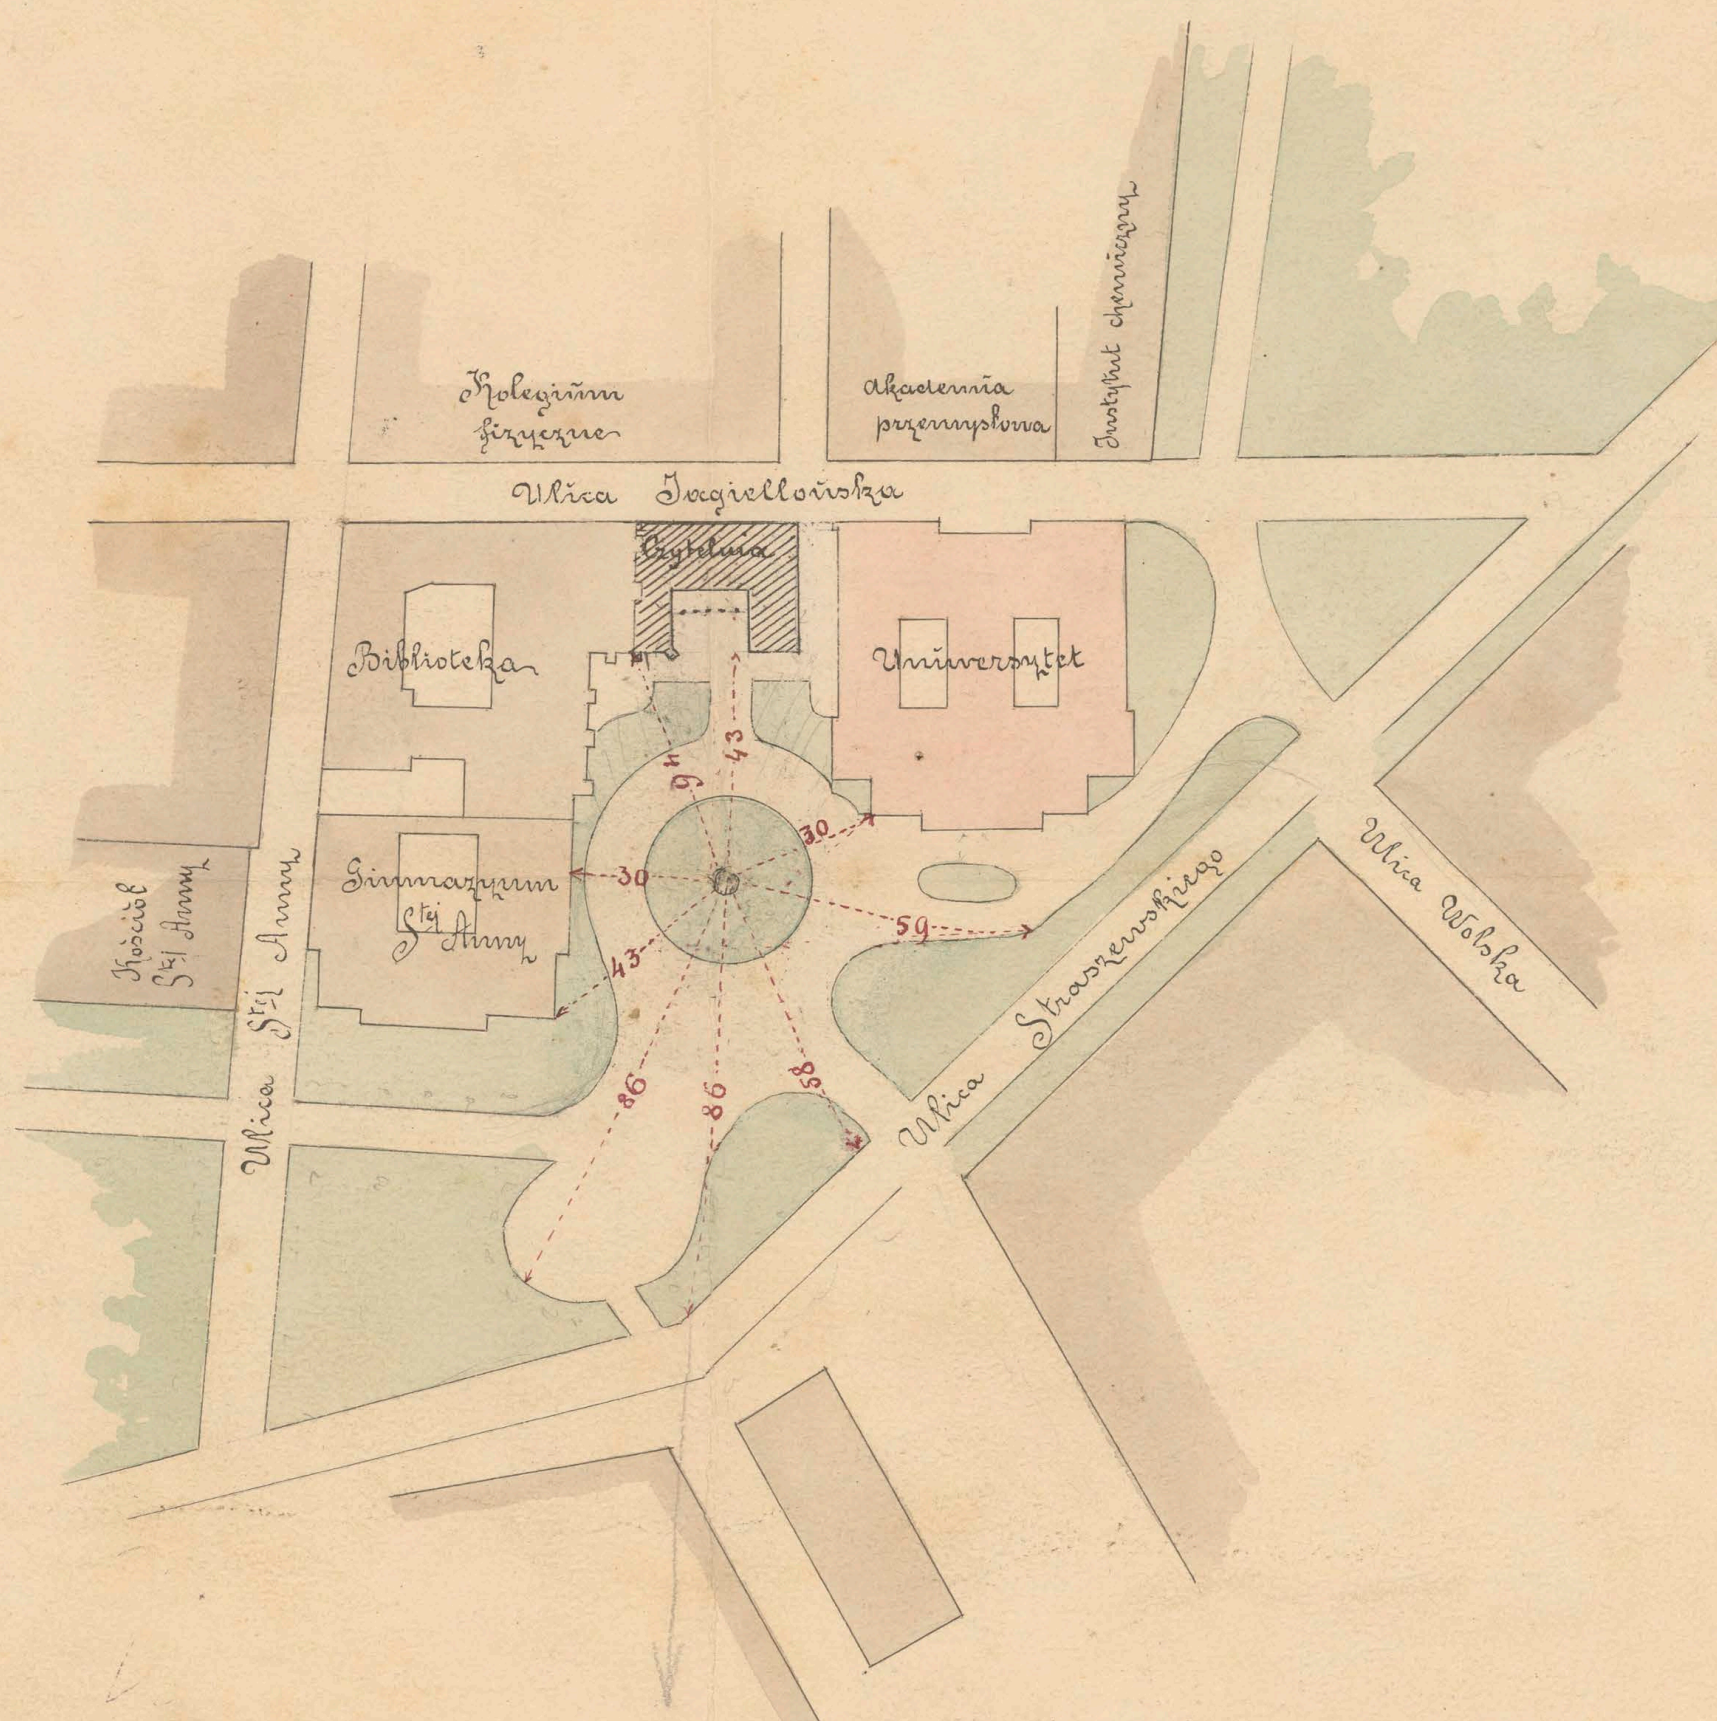 Instytut chemiczny
Kolegium
fizyczne
Akademia
przemysłowa
Ulica Jagiellońska
Czytelnia
Biblioteka
Uniwersytet
43
46
30
30
Gimnazyum
Stej Anny
Kościół
Stej Anny
Ulica Stej Anny
59
43
86
86
58
Ulica Straszewskiego
Ulica Wolska